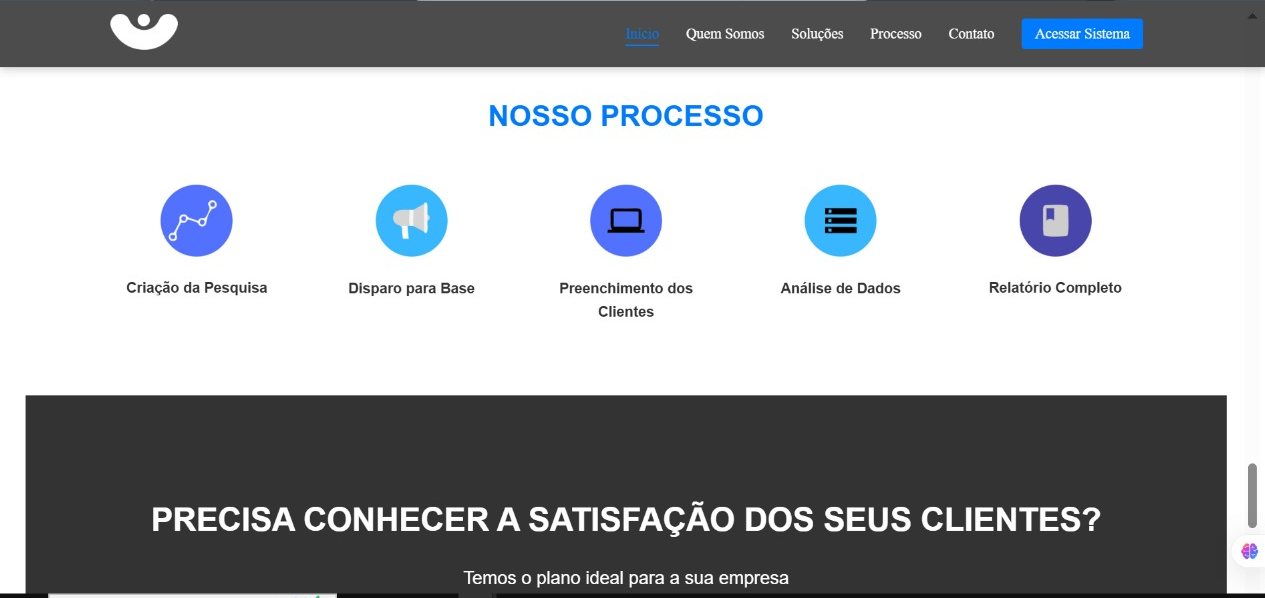 Início
Quem Somos
Soluções
Processo
Contato
Acessar Sistema
NOSSO PROCESSO
Criação da Pesquisa
Disparo para Base
Preenchimento dos
Clientes
Análise de Dados
Relatório Completo
PRECISA CONHECER A SATISFAÇÃO DOS SEUS CLIENTES?
Temos o plano ideal para a sua empresa